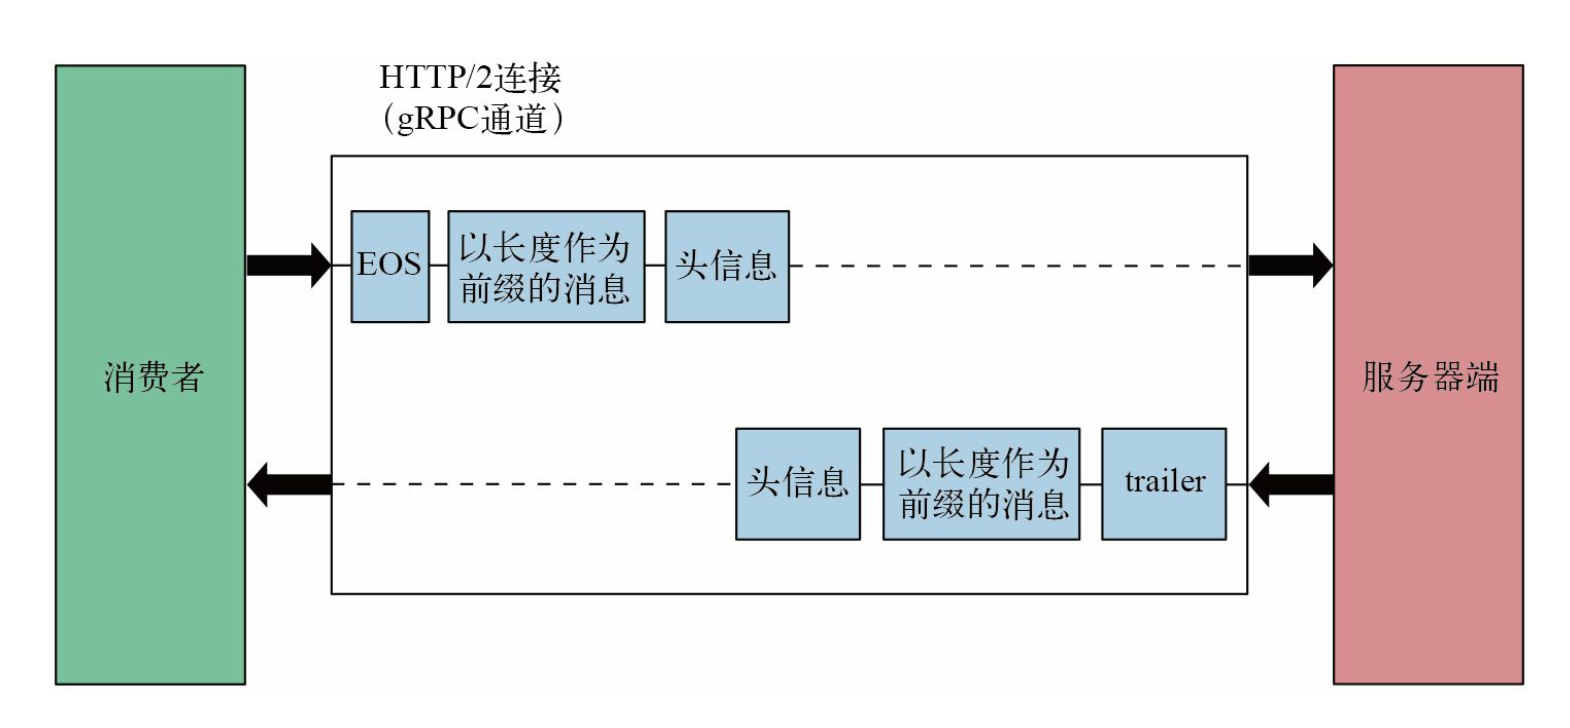 HTTP/2连接
（gRPC通道）
EOS
以长度作为
前缀的消息
头信息
消费者
服务器端
头信息
以长度作为
前缀的消息
trailer